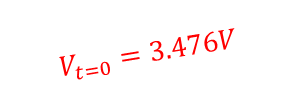 V_{t=0} = 3.476V